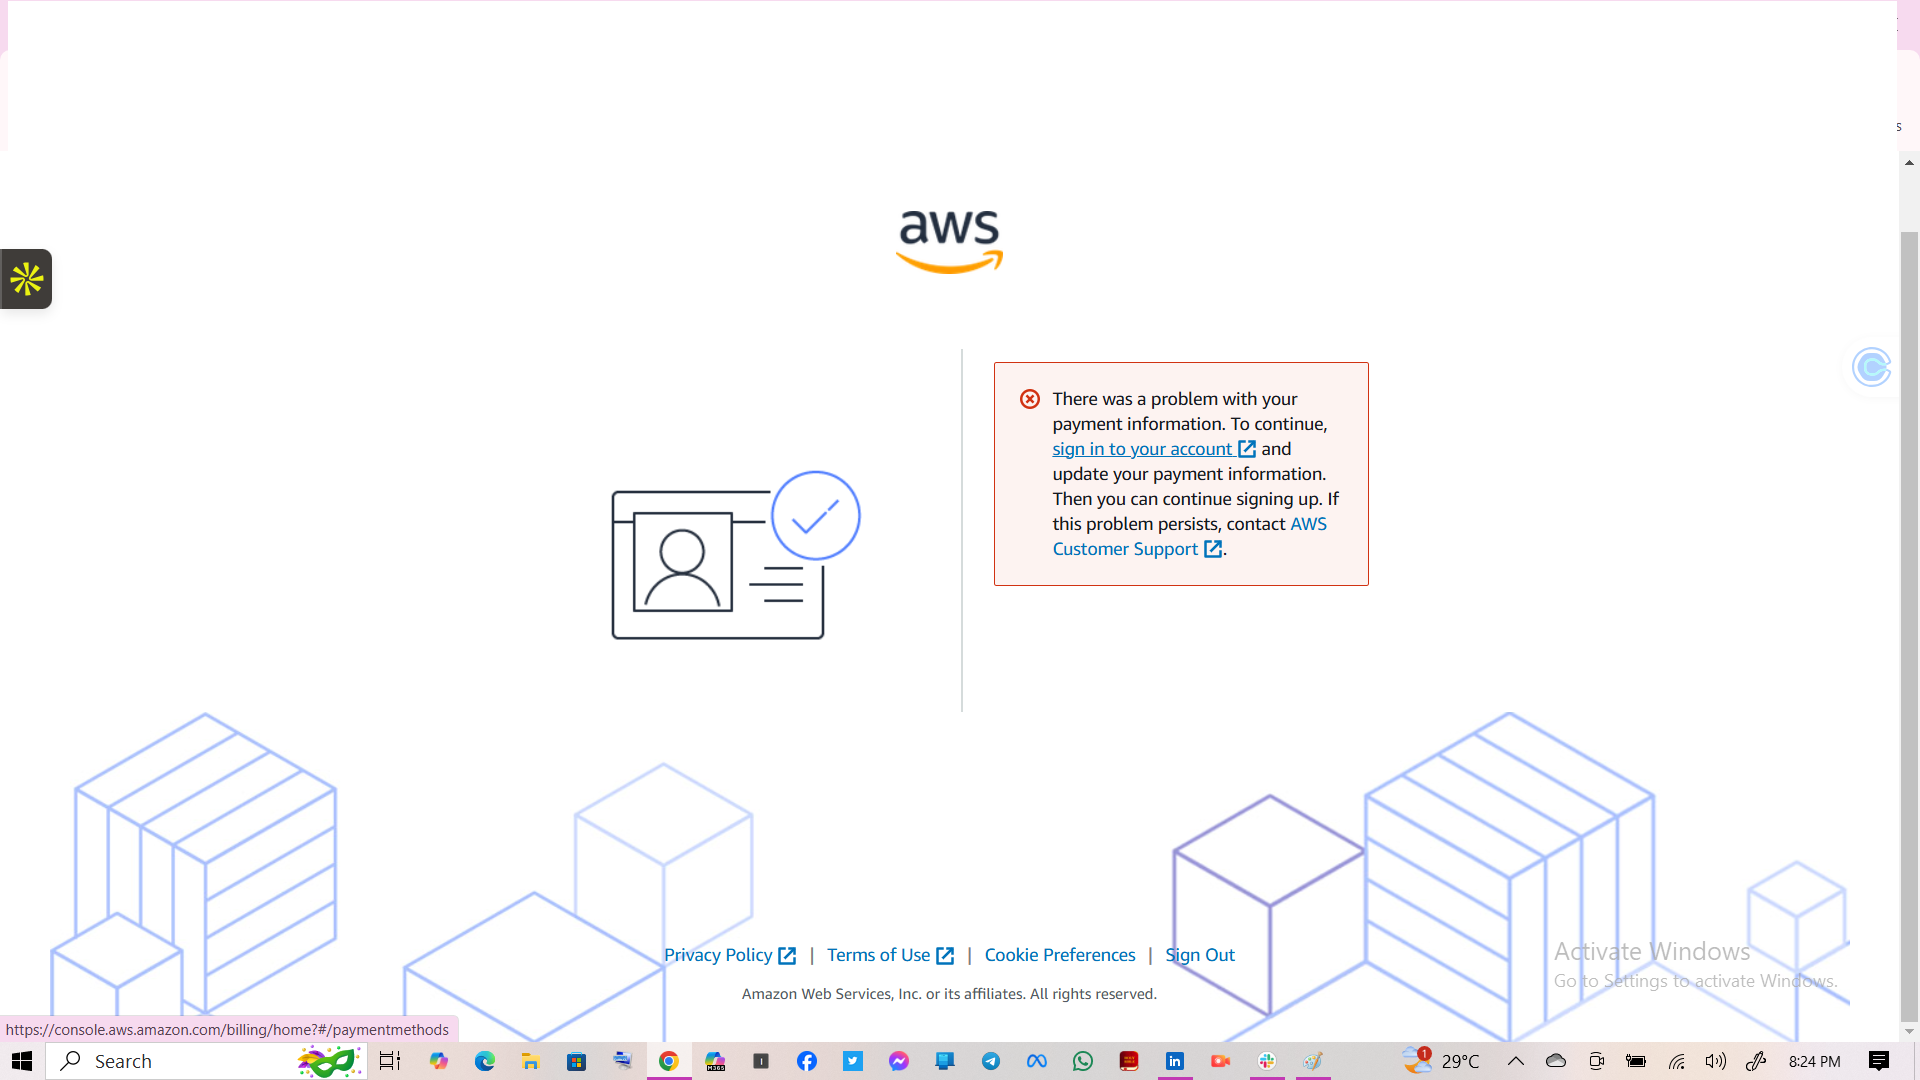 aws
There was a problem with your
payment information. To continue,
sign in to your account and
update your payment information.
Then you can continue signing up. If
this problem persists, contact AWS
Customer Support.
Privacy Policy | Terms of Use | Cookie Preferences | Sign Out
Amazon Web Services, Inc. or its affiliates. All rights reserved.
Activate Windows
Go to Settings to activate Windows.
https://console.aws.amazon.com/billing/home?#/paymentmethods
Search
1
29°C
8:24 PM